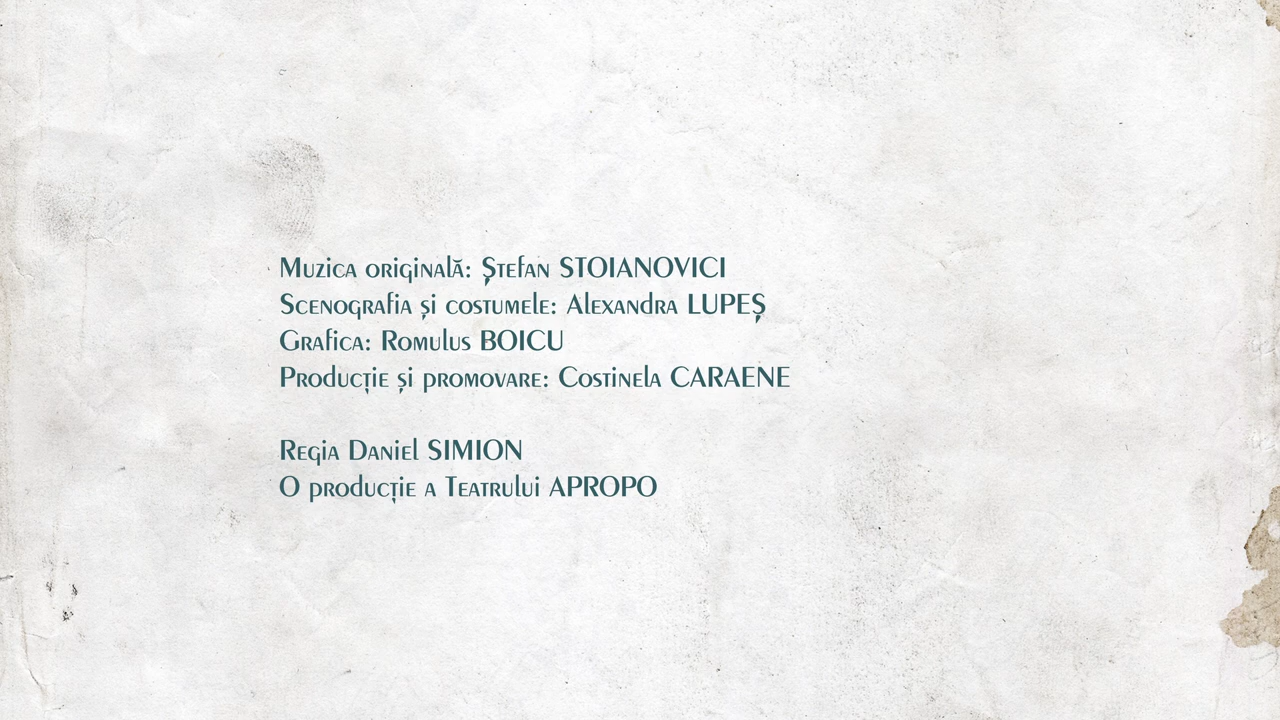 Muzica originală: Ștefan STOIANOVICI
Scenografia și costumele: Alexandra LUPEȘ
Grafica: Romulus BOICU
Producție și promovare: Costinela CARAENE
Regia Daniel SIMION
O producție a Teatrului APROPO